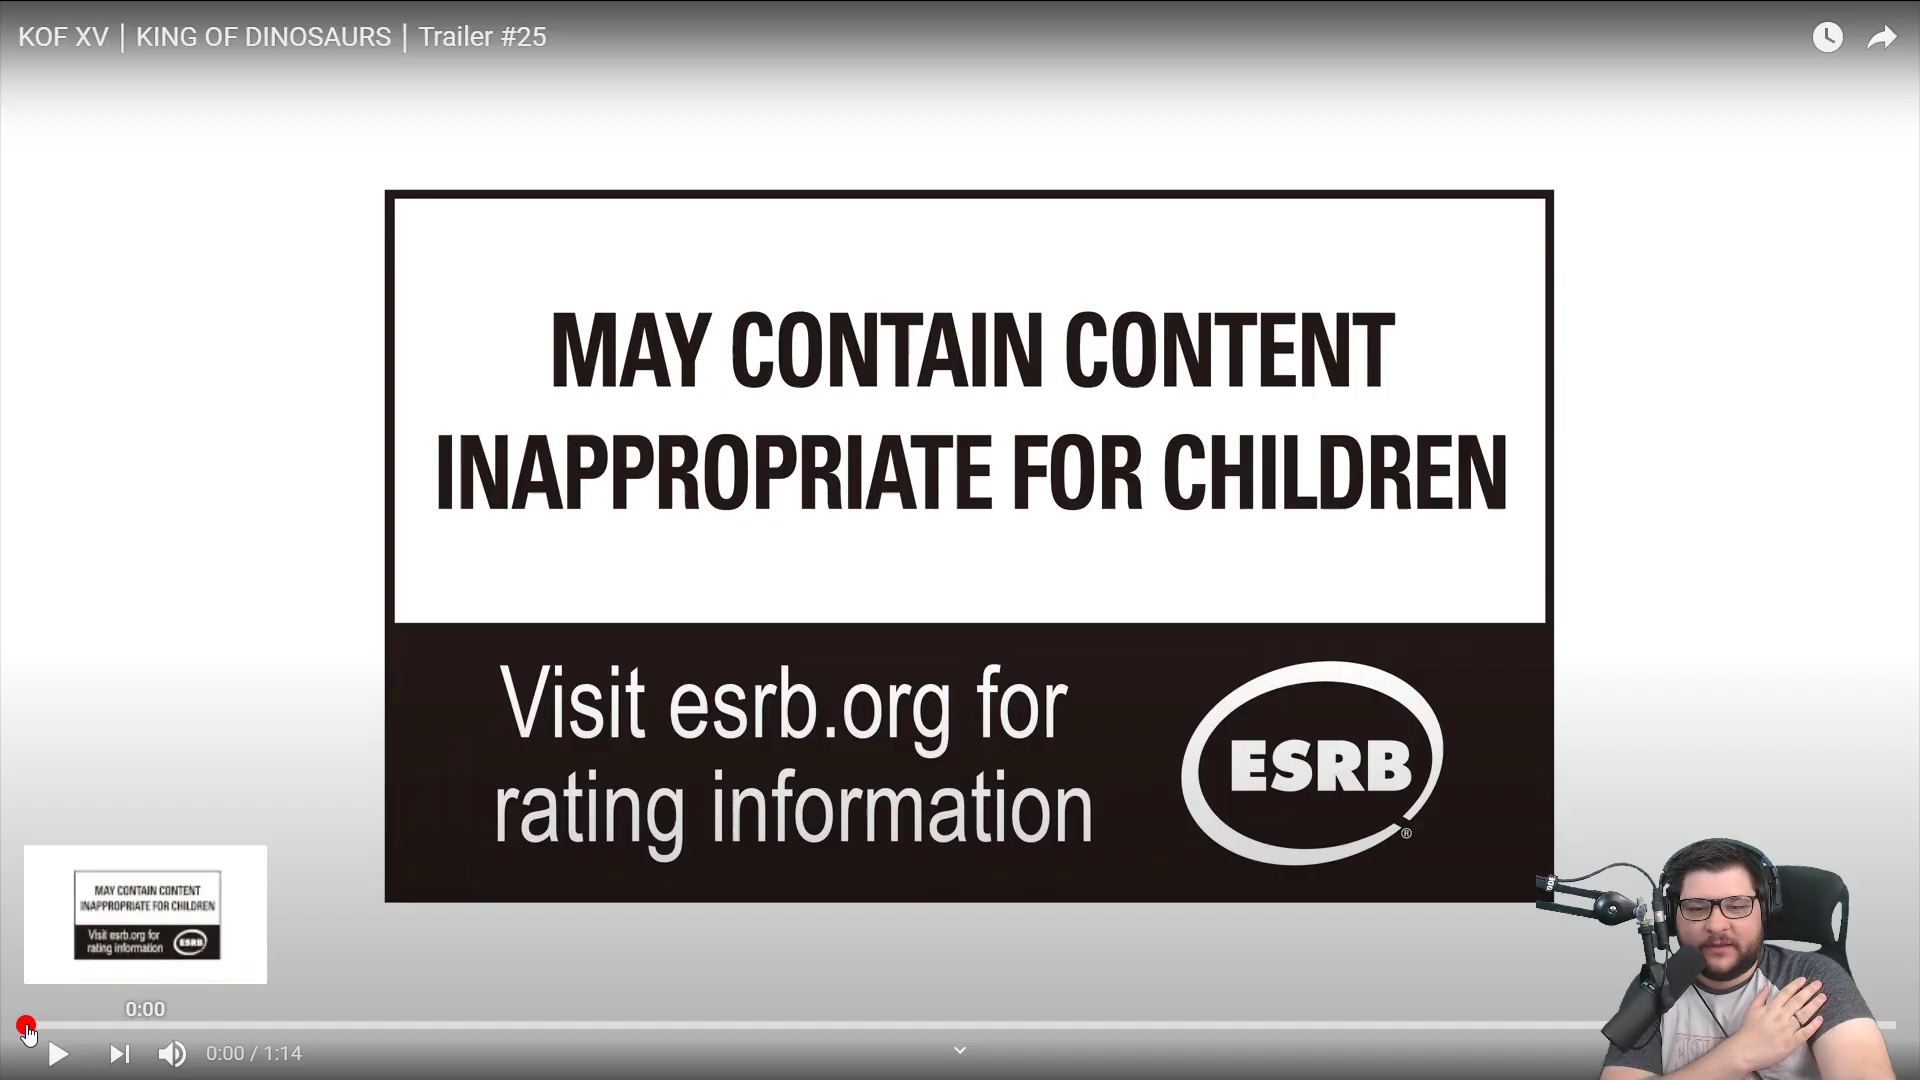 KOF XV | KING OF DINOSAURS | Trailer #25
MAY CONTAIN CONTENT
INAPPROPRIATE FOR CHILDREN
Visit esrb.org for
rating information
ESRB
®
MAY CONTAIN CONTENT
INAPPROPRIATE FOR CHILDREN
Visit esrb.org for
rating information
ESRB
0:00
0:00 / 1:14